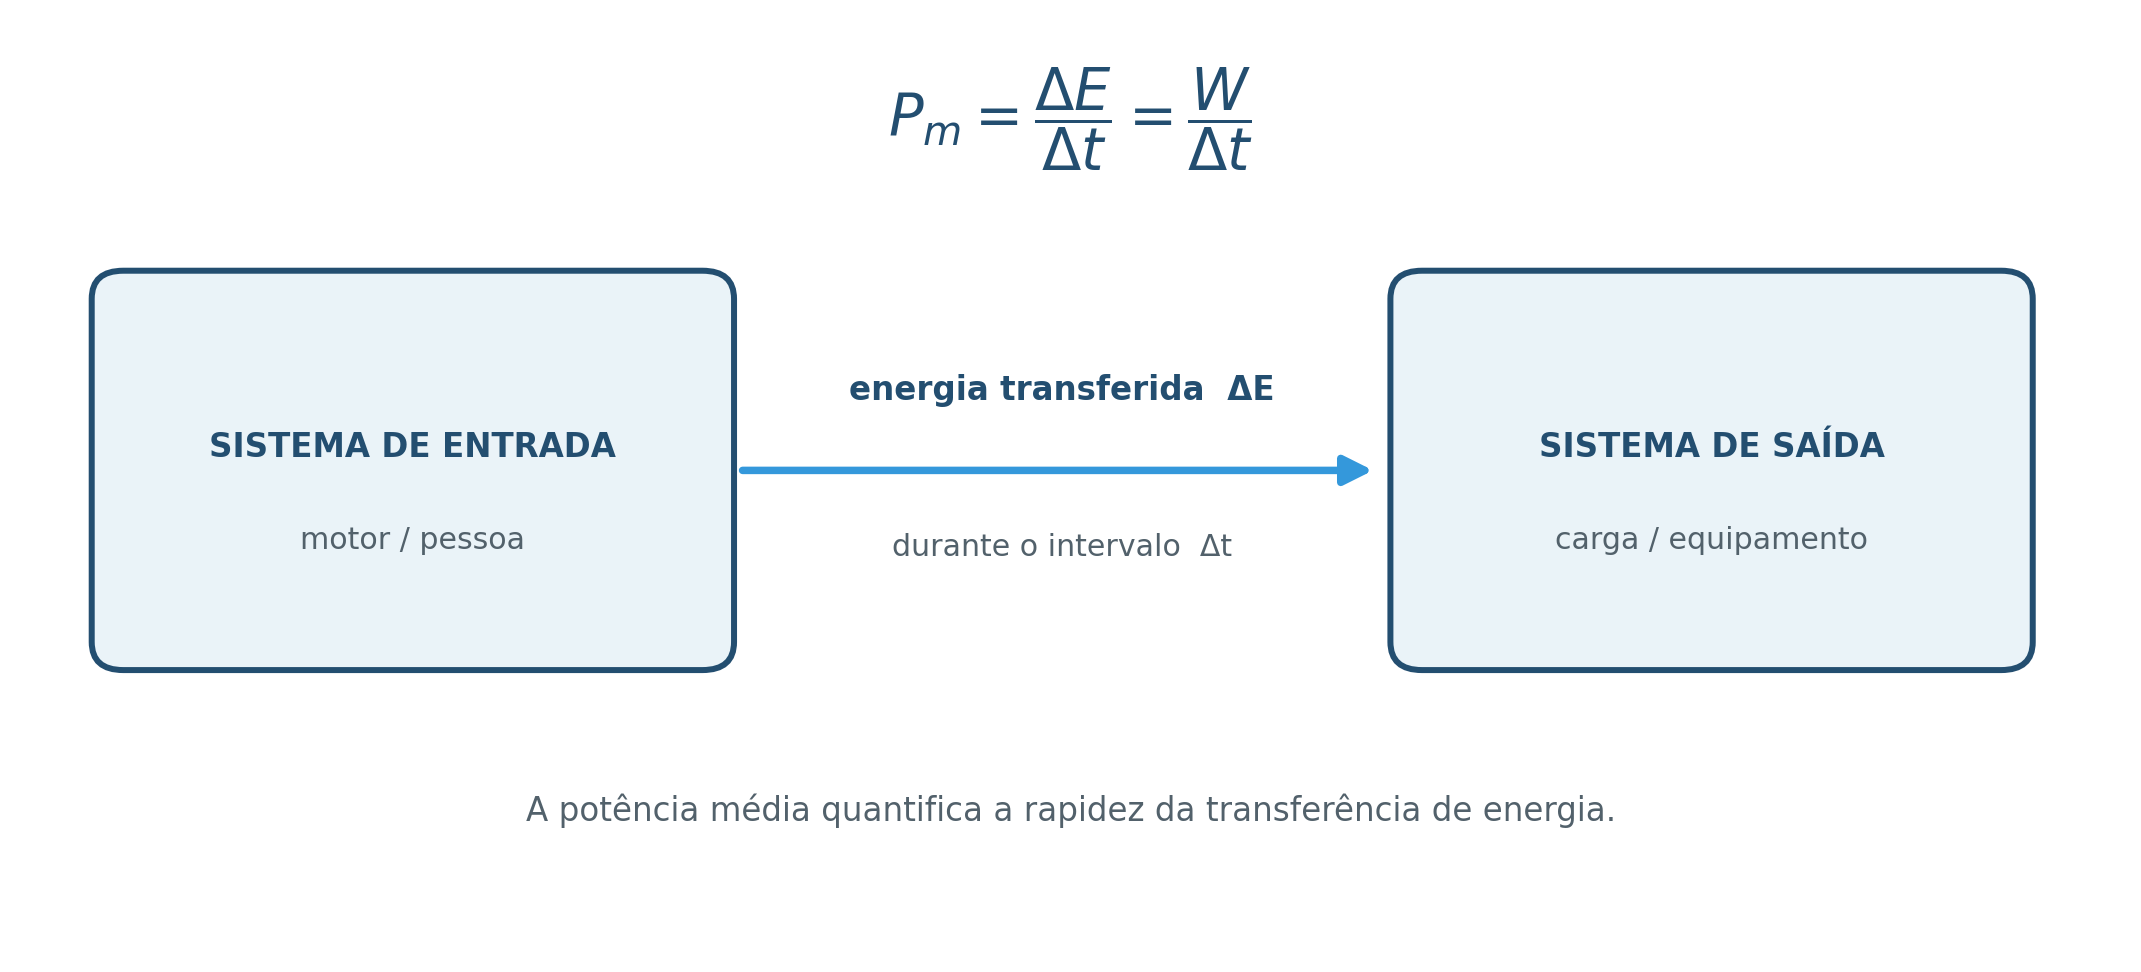 P_m = ΔE/Δt = W/Δt
energia transferida ΔE
SISTEMA DE ENTRADA
motor / pessoa
durante o intervalo Δt
SISTEMA DE SAÍDA
carga / equipamento
A potência média quantifica a rapidez da transferência de energia.